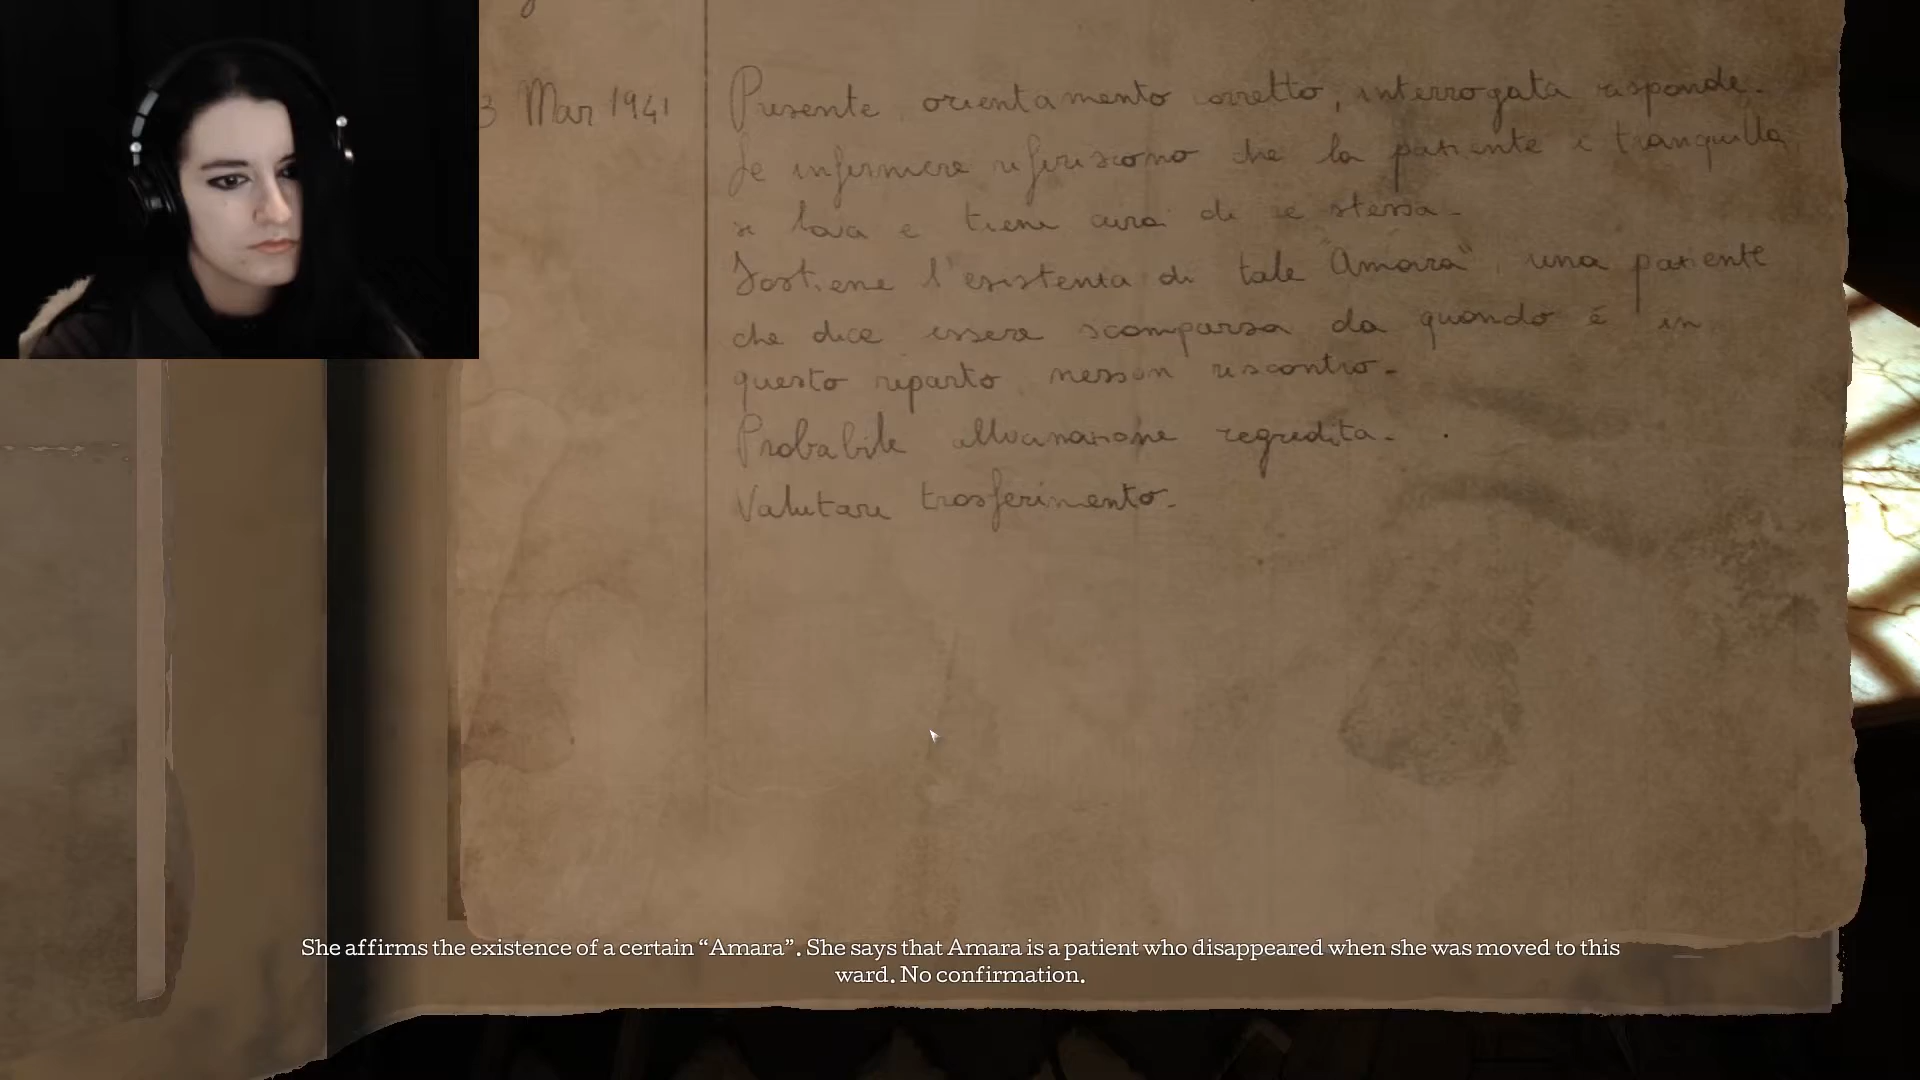 3 Mar 1941
Presente, orientamento corretto, interrogata risponde.
Le infermiere riferiscono che la paziente è tranquilla,
si lava e tiene cura di se stessa.
Sostiene l'esistenza di tale "Amara", una paziente
che dice essere scomparsa da quando é in
questo reparto, nessun riscontro.
Probabile allucinazione regredita.
Valutare trasferimento.
She affirms the existence of a certain “Amara”. She says that Amara is a patient who disappeared when she was moved to this
ward. No confirmation.